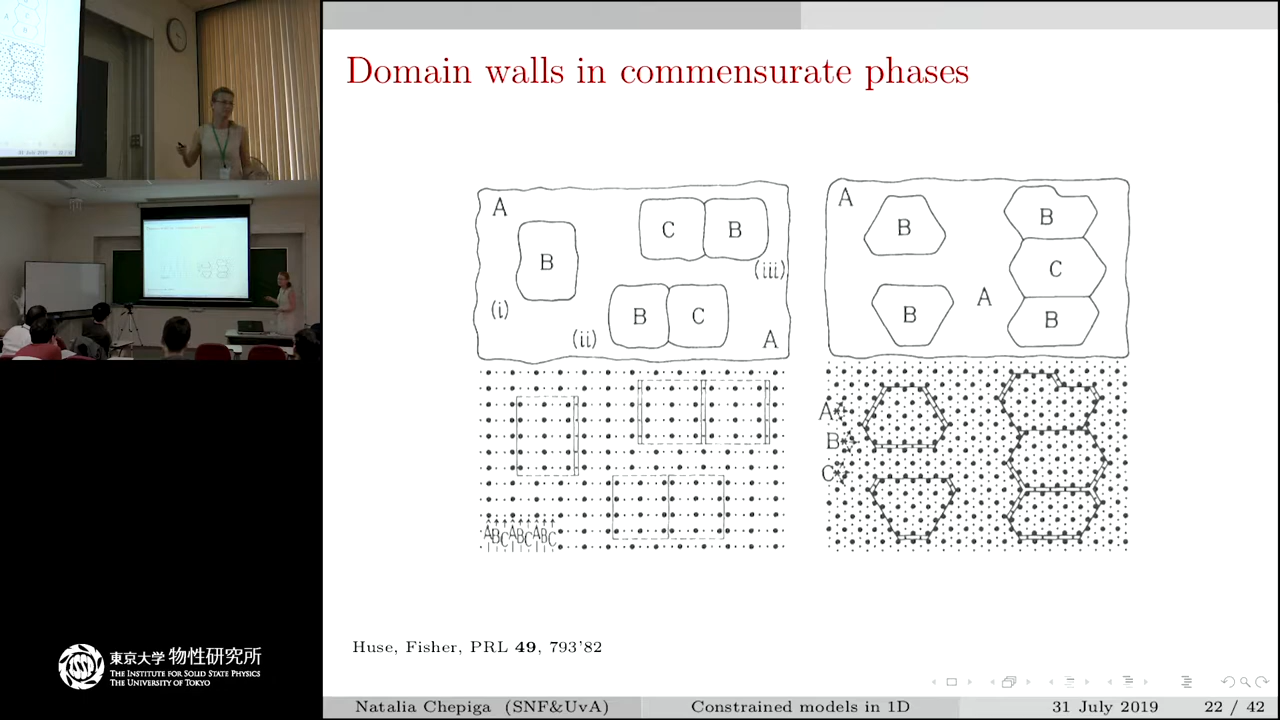 Domain walls in commensurate phases
A
B
C B
(iii)
(i)
(ii)
B C
A
A
B
B
C
A
B
B
A
B
C
ABCABCABC
Huse, Fisher, PRL 49, 793'82
東京大学 物性研究所
THE INSTITUTE FOR SOLID STATE PHYSICS
THE UNIVERSITY OF TOKYO
Natalia Chepiga (SNF&UvA) Constrained models in 1D 31 July 2019 22 / 42